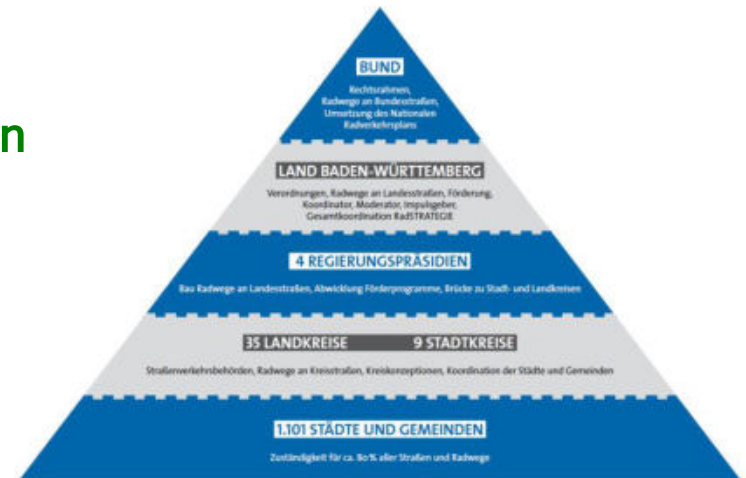 BUND
Rechtsrahmen,
Radwege an Bundesstraßen,
Umsetzung des Nationalen
Radverkehrsplans
n
LAND BADEN-WÜRTTEMBERG
Verordnungen, Radwege an Landesstraßen, Förderung,
Koordinator, Moderator, Impulsgeber,
Gesamtkoordination RadSTRATEGIE
4 REGIERUNGSPRÄSIDIEN
Bau Radwege an Landesstraßen, Abwicklung Förderprogramme, Brücke zu Stadt- und Landkreisen
35 LANDKREISE 9 STADTKREISE
Straßenverkehrsbehörden, Radwege an Kreisstraßen, Kreiskonzeptionen, Koordination der Städte und Gemeinden
1.101 STÄDTE UND GEMEINDEN
Zuständigkeit für ca. 80% aller Straßen und Radwege